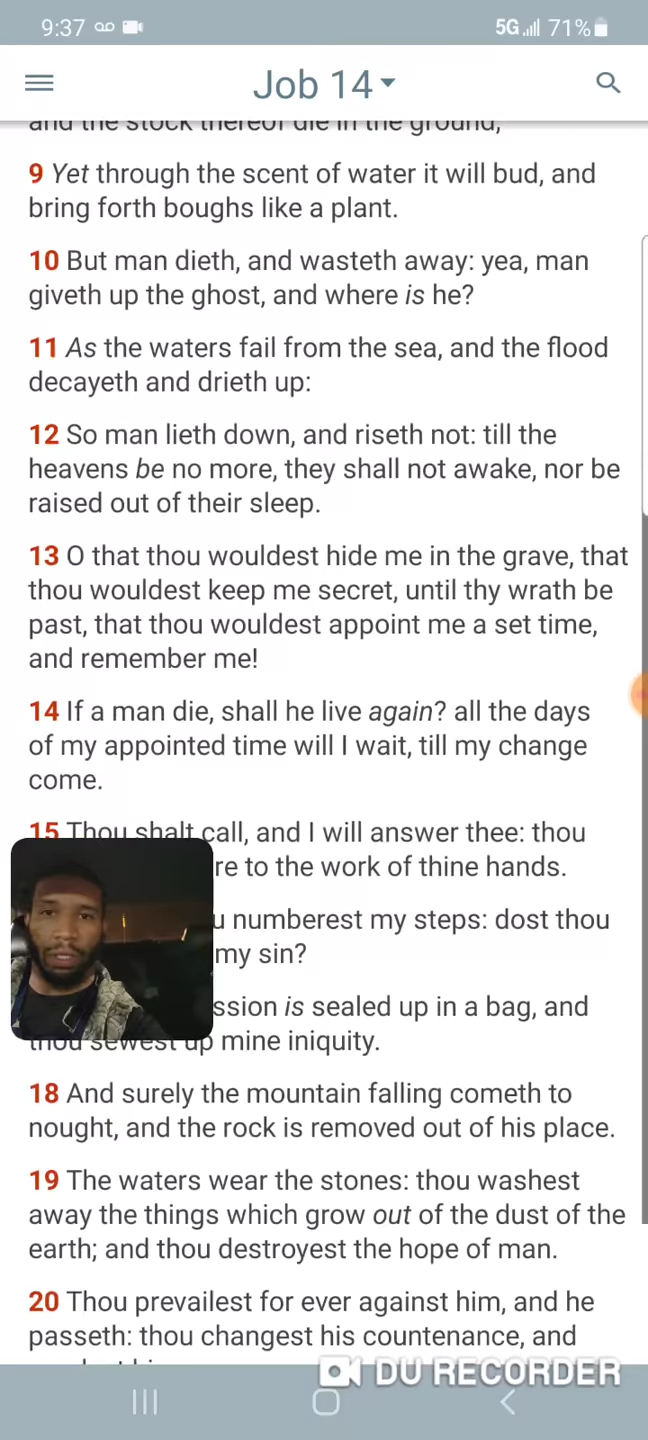 9:37
5G 71%
Job 14
and the stock thereof die in the ground,
9 Yet through the scent of water it will bud, and
bring forth boughs like a plant.
10 But man dieth, and wasteth away: yea, man
giveth up the ghost, and where is he?
11 As the waters fail from the sea, and the flood
decayeth and drieth up:
12 So man lieth down, and riseth not: till the
heavens be no more, they shall not awake, nor be
raised out of their sleep.
13 O that thou wouldest hide me in the grave, that
thou wouldest keep me secret, until thy wrath be
past, that thou wouldest appoint me a set time,
and remember me!
14 If a man die, shall he live again? all the days
of my appointed time will I wait, till my change
come.
15 Thou shalt call, and I will answer thee: thou
re to the work of thine hands.
u numberest my steps: dost thou
my sin?
ssion is sealed up in a bag, and
thou sewest up mine iniquity.
18 And surely the mountain falling cometh to
nought, and the rock is removed out of his place.
19 The waters wear the stones: thou washest
away the things which grow out of the dust of the
earth; and thou destroyest the hope of man.
20 Thou prevailest for ever against him, and he
passeth: thou changest his countenance, and
DU RECORDER